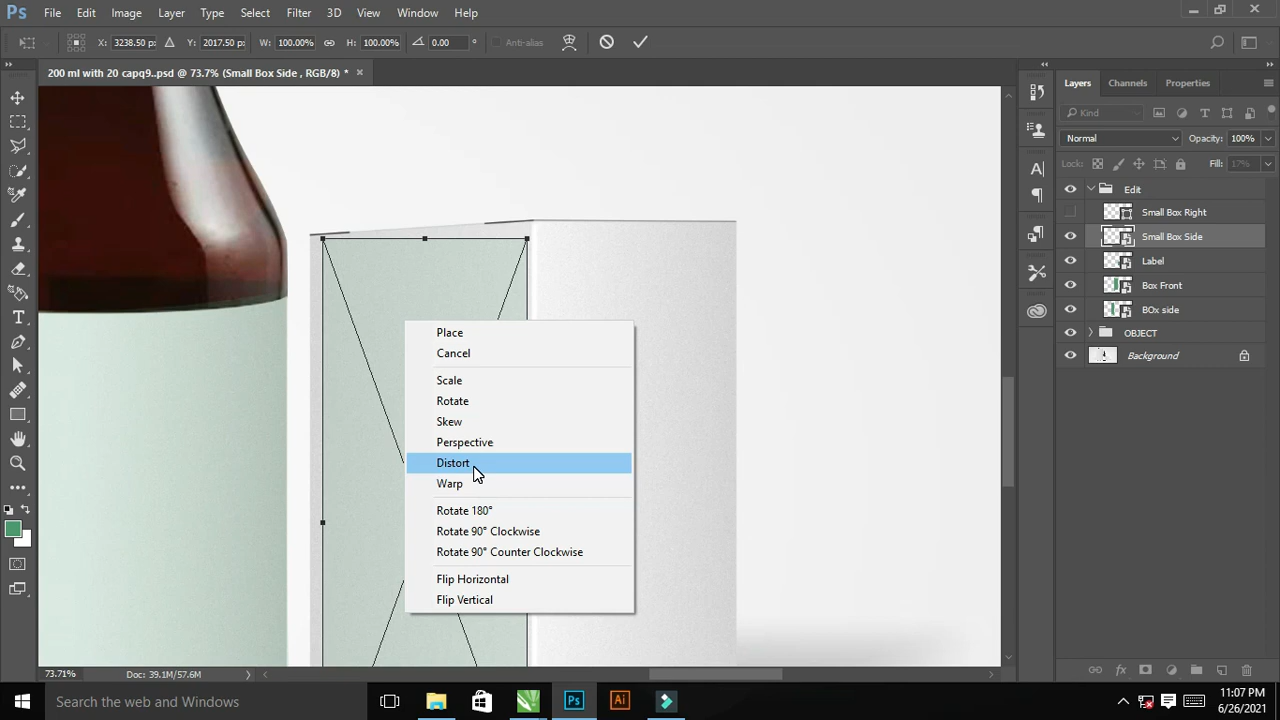 Ps File Edit Image Layer Type Select Filter 3D View Window Help
X: 3238.50 px Y: 2017.50 px W: 100.00% H: 100.00% 0.00 ° Anti-alias
200 ml with 20 capq9..psd @ 73.7% (Small Box Side , RGB/8) * ×
Layers Channels Properties
Kind
Normal Opacity: 100%
Lock: Fill: 17%
Edit
Small Box Right
Small Box Side
Label
Box Front
BOx side
OBJECT
Background
Place
Cancel
Scale
Rotate
Skew
Perspective
Distort
Warp
Rotate 180°
Rotate 90° Clockwise
Rotate 90° Counter Clockwise
Flip Horizontal
Flip Vertical
73.71% Doc: 39.1M/57.6M
Search the web and Windows
Ps Ai
11:07 PM
6/26/2021